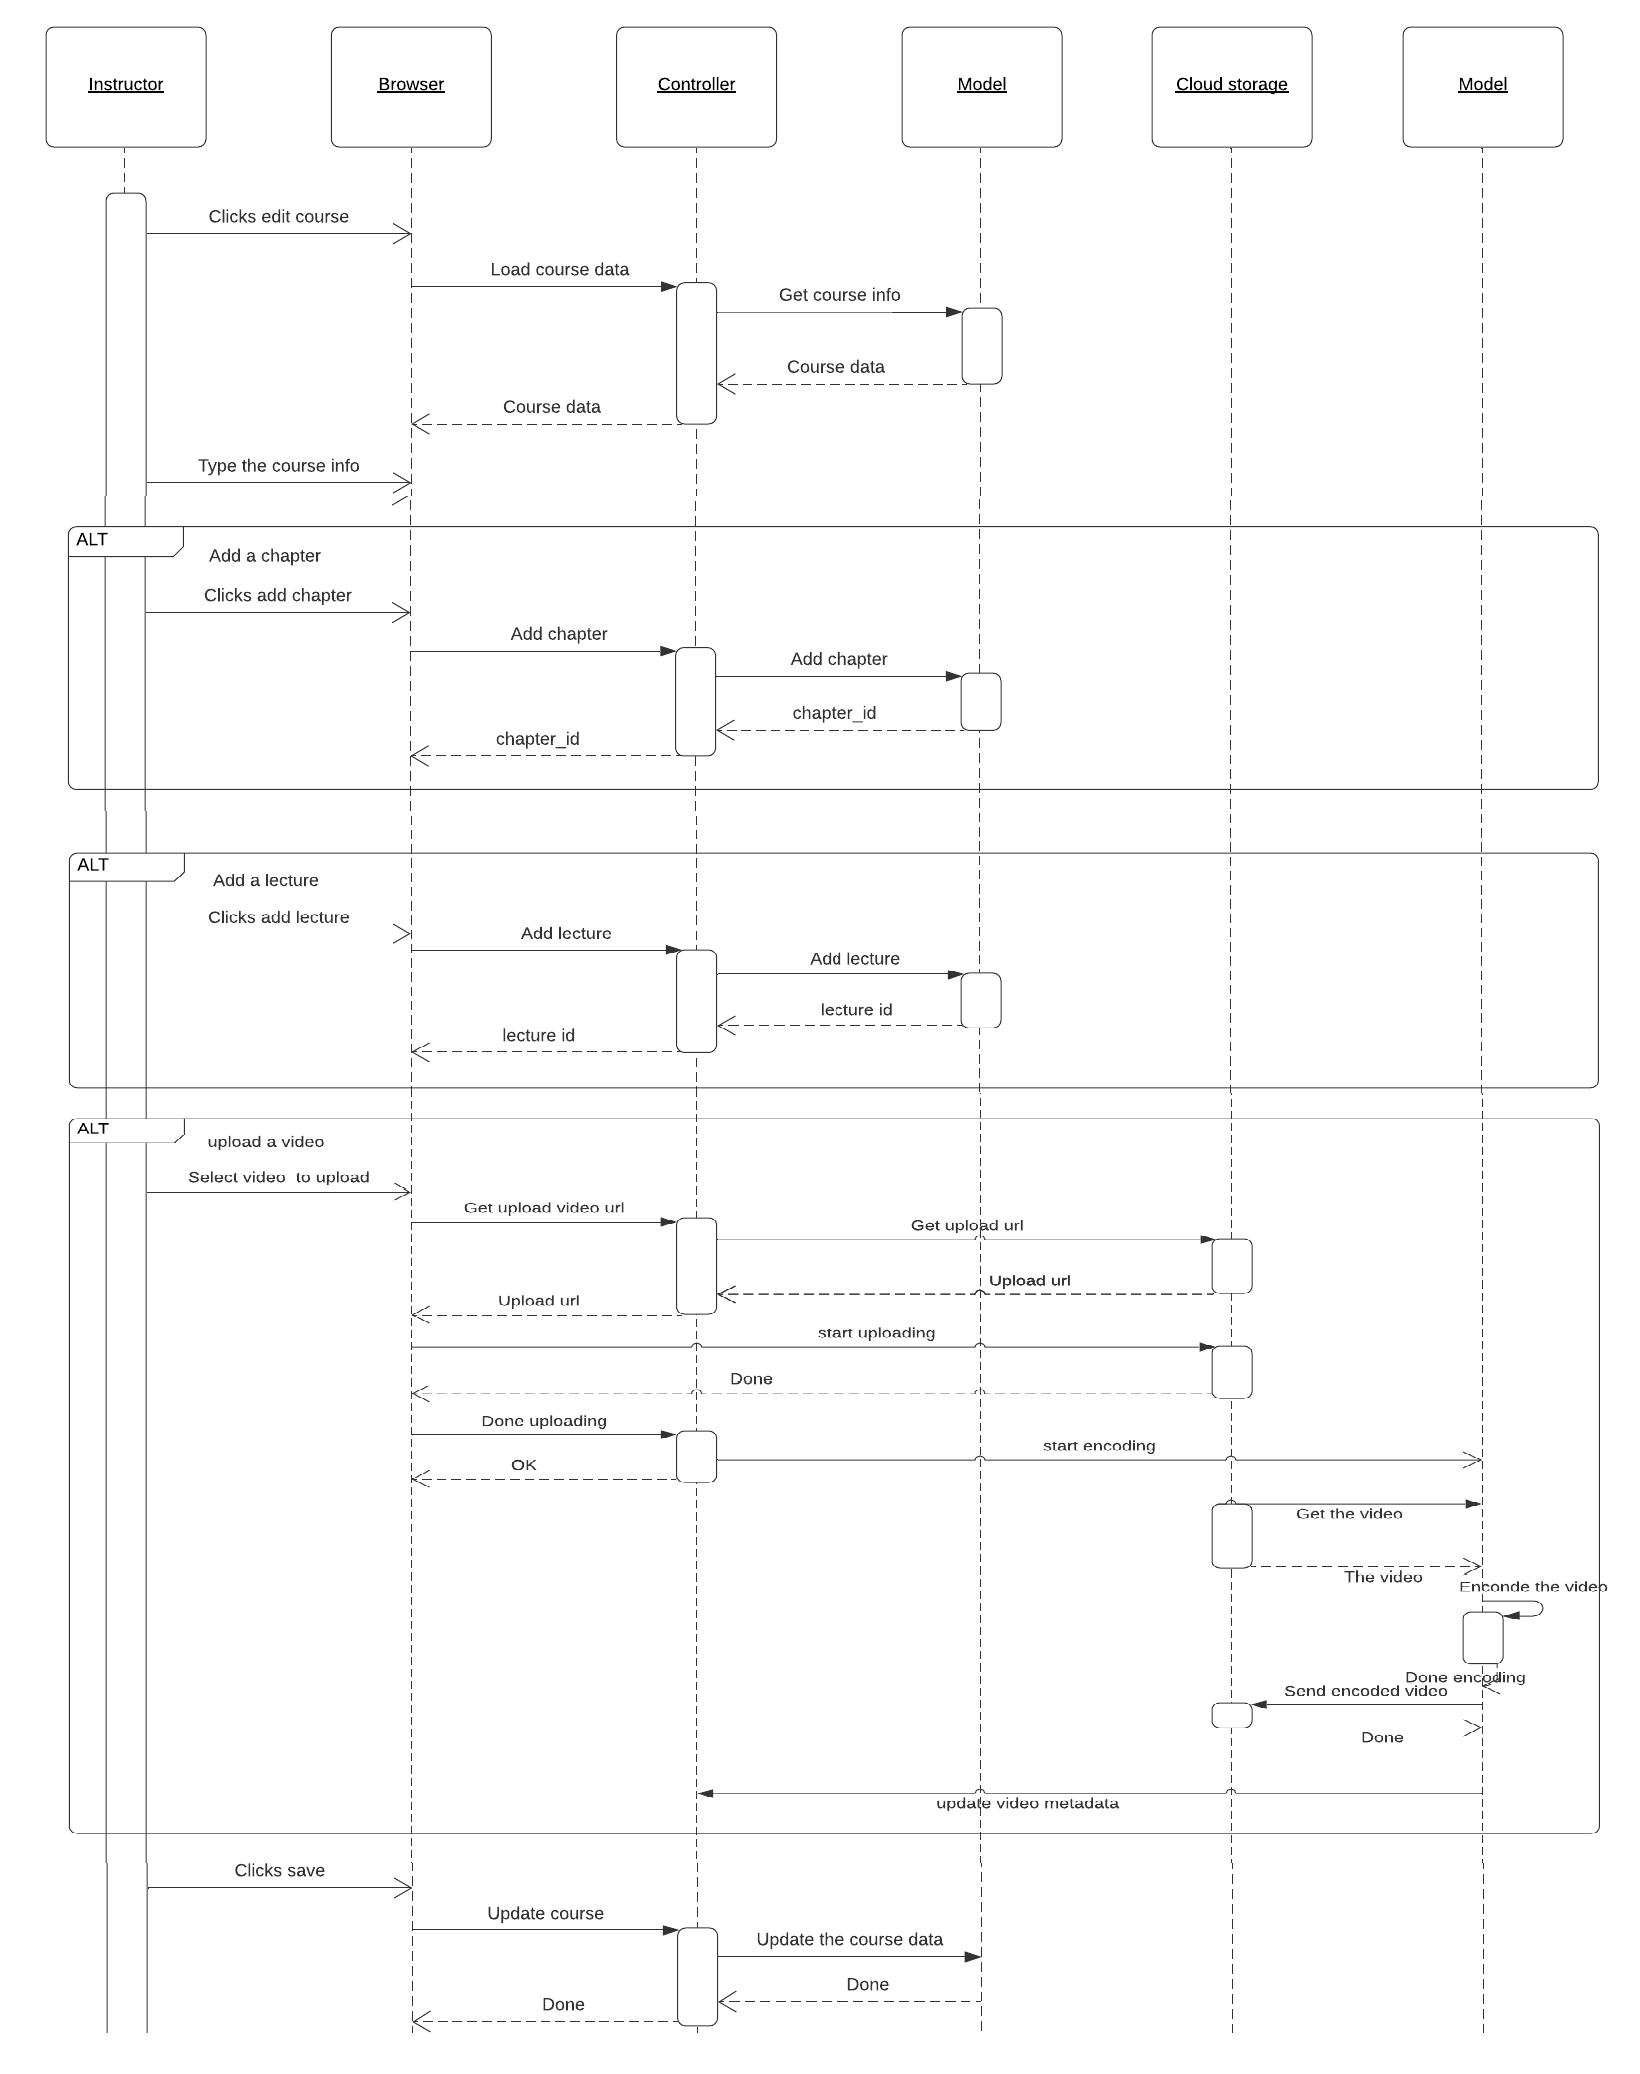 Instructor
Browser
Controller
Model
Cloud storage
Model
Clicks edit course
Load course data
Get course info
Course data
Course data
Type the course info
ALT
Add a chapter
Clicks add chapter
Add chapter
Add chapter
chapter_id
chapter_id
ALT
Add a lecture
Clicks add lecture
Add lecture
Add lecture
lecture id
lecture id
ALT
upload a video
Select video to upload
Get upload video url
Get upload url
Upload url
Upload url
start uploading
Done
Done uploading
start encoding
OK
Get the video
The video
Enconde the video
Done encoding
Send encoded video
Done
update video metadata
Clicks save
Update course
Update the course data
Done
Done